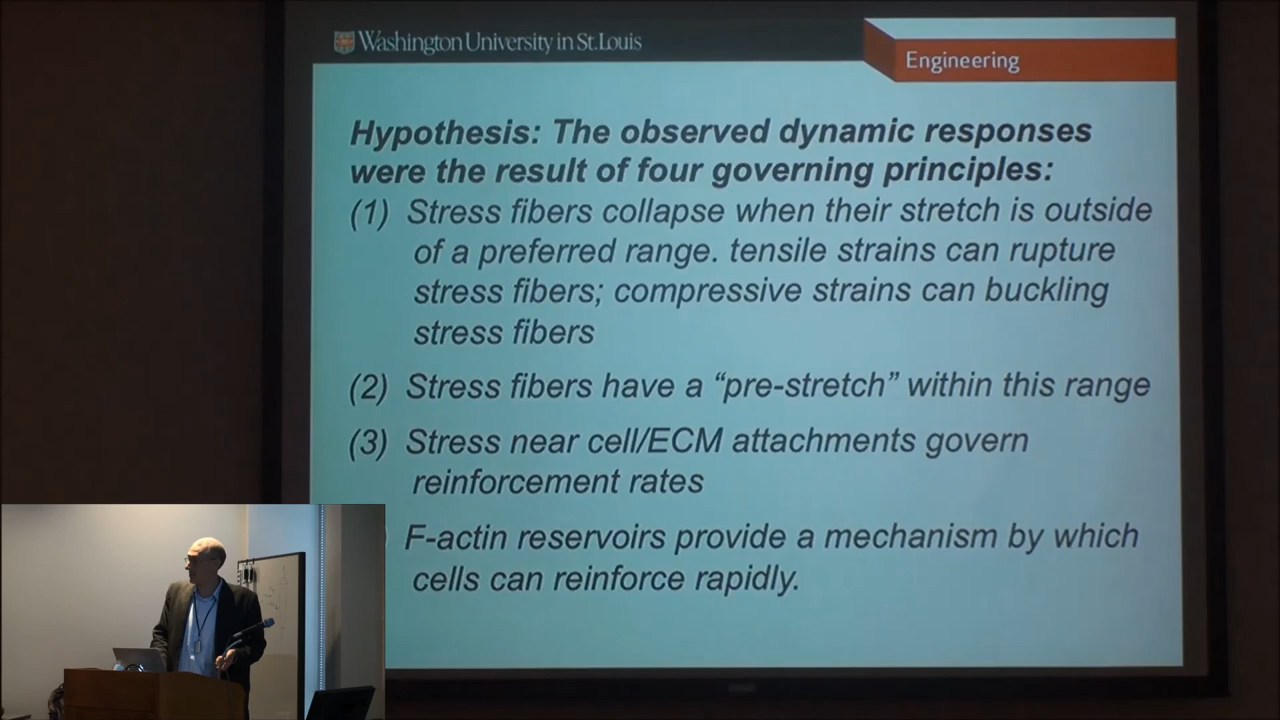 Washington University in St. Louis
Engineering
Hypothesis: The observed dynamic responses
were the result of four governing principles:
(1) Stress fibers collapse when their stretch is outside
of a preferred range. tensile strains can rupture
stress fibers; compressive strains can buckling
stress fibers
(2) Stress fibers have a “pre-stretch” within this range
(3) Stress near cell/ECM attachments govern
reinforcement rates
F-actin reservoirs provide a mechanism by which
cells can reinforce rapidly.